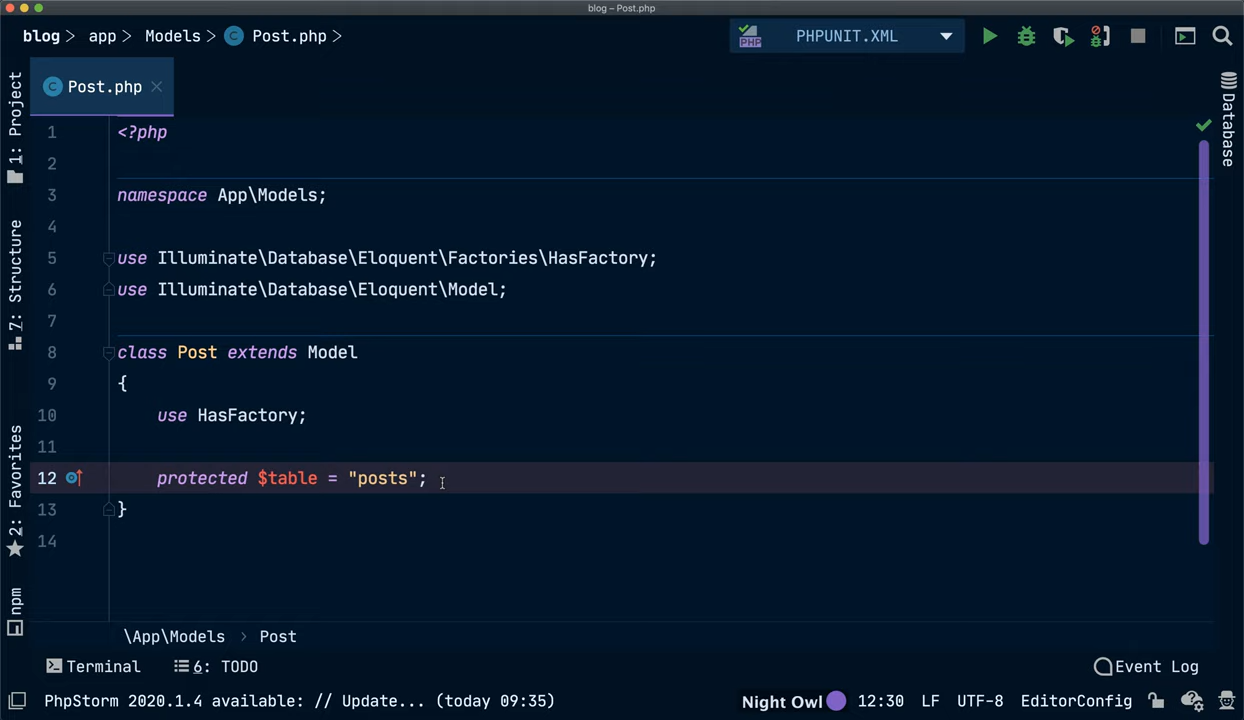 blog – Post.php
blog > app > Models > Post.php >
PHPUNIT.XML
Post.php
1: Project
7: Structure
2: Favorites
npm
Database
1 <?php
2
3 namespace App\Models;
4
5 use Illuminate\Database\Eloquent\Factories\HasFactory;
6 use Illuminate\Database\Eloquent\Model;
7
8 class Post extends Model
9 {
10 use HasFactory;
11
12 protected $table = "posts";
13 }
14
\App\Models > Post
Terminal 6: TODO Event Log
PhpStorm 2020.1.4 available: // Update... (today 09:35) Night Owl 12:30 LF UTF-8 EditorConfig